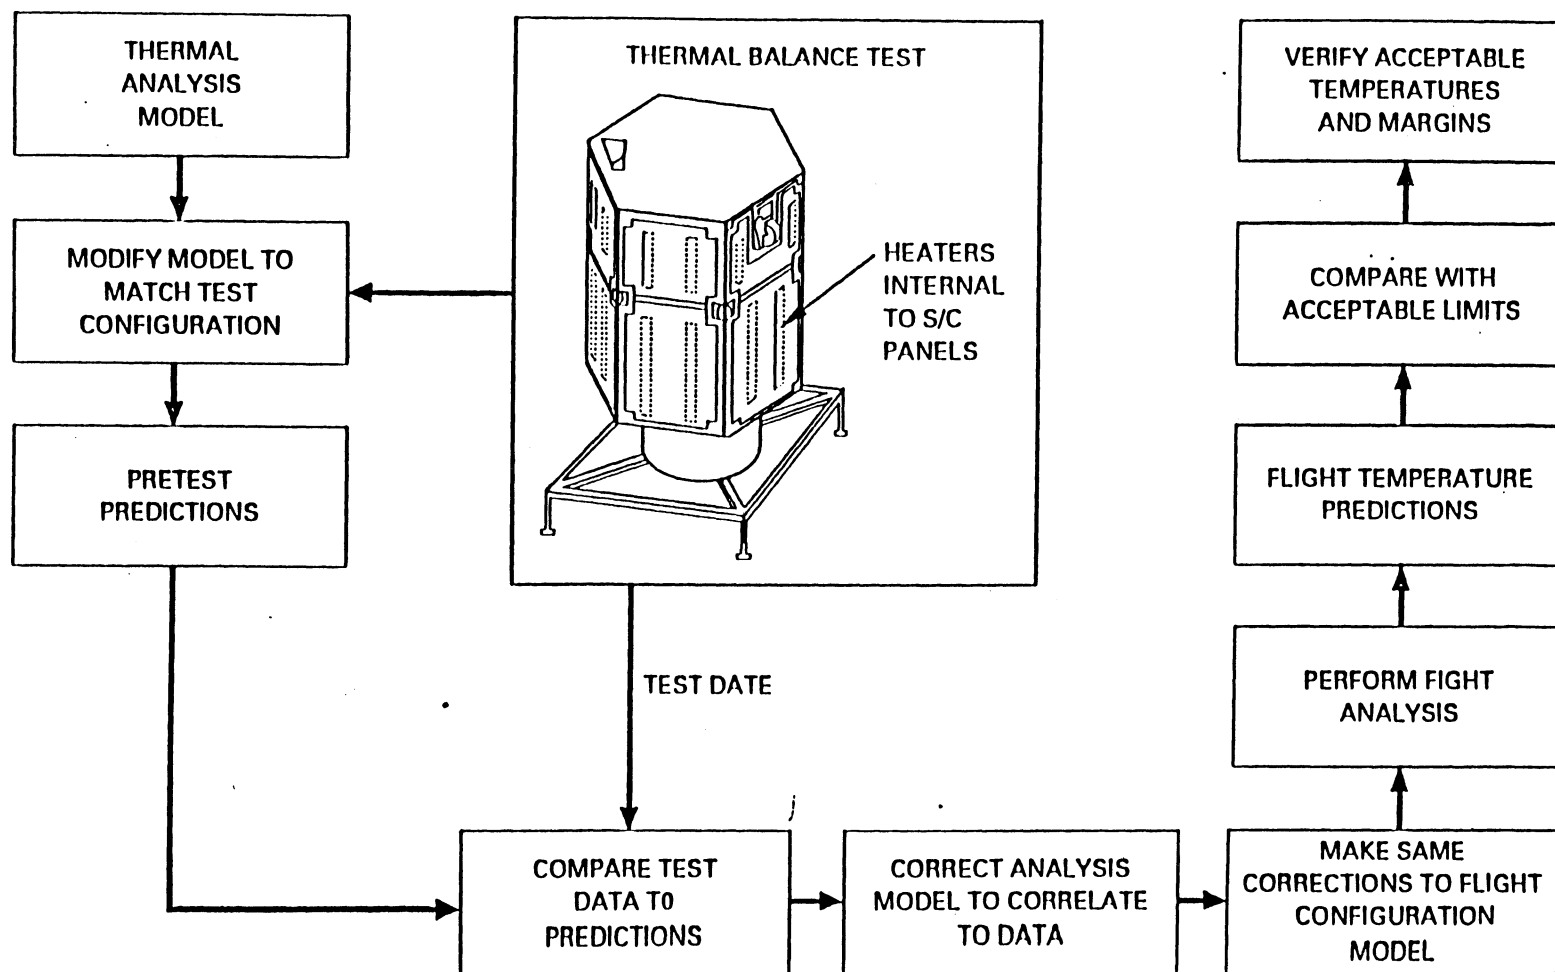 THERMAL
ANALYSIS
MODEL
MODIFY MODEL TO
MATCH TEST
CONFIGURATION
PRETEST
PREDICTIONS
THERMAL BALANCE TEST
HEATERS
INTERNAL
TO S/C
PANELS
TEST DATE
COMPARE TEST
DATA TO
PREDICTIONS
CORRECT ANALYSIS
MODEL TO CORRELATE
TO DATA
MAKE SAME
CORRECTIONS TO FLIGHT
CONFIGURATION
MODEL
PERFORM FIGHT
ANALYSIS
FLIGHT TEMPERATURE
PREDICTIONS
COMPARE WITH
ACCEPTABLE LIMITS
VERIFY ACCEPTABLE
TEMPERATURES
AND MARGINS